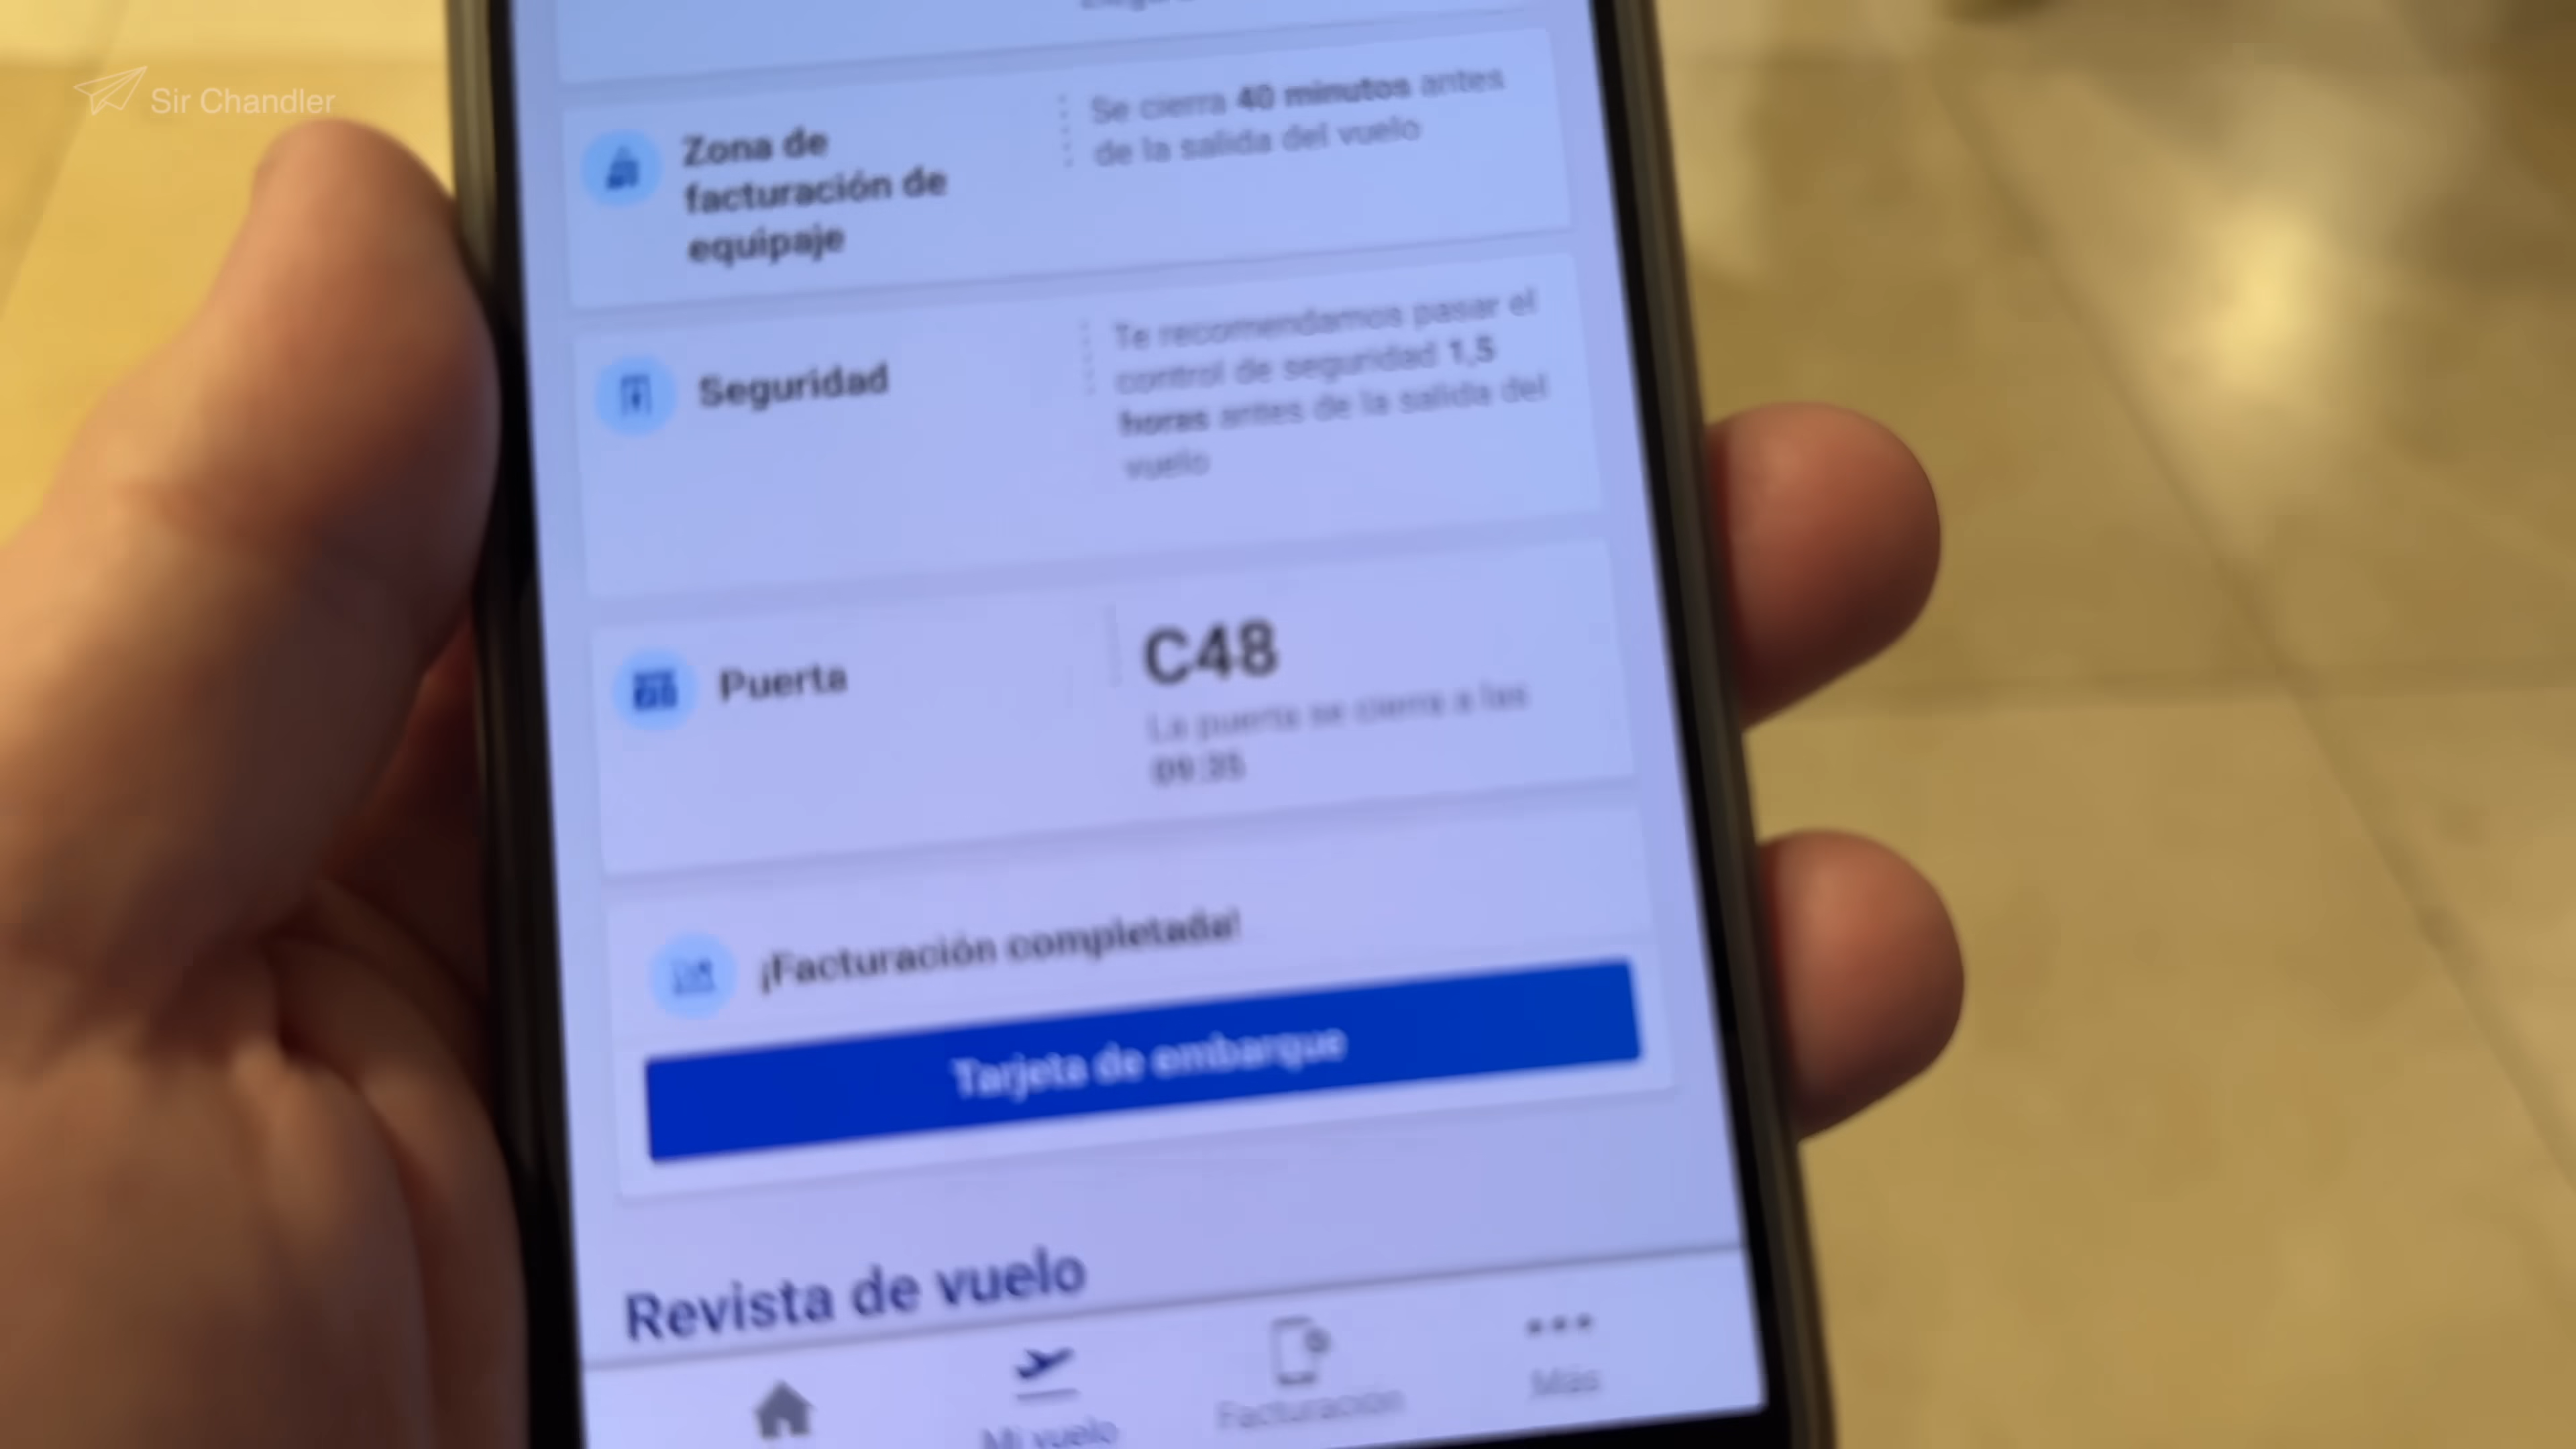 Sir Chandler
Zona de
facturación de
equipaje
Se cierra 40 minutos antes
de la salida del vuelo
Seguridad
Te recomendamos pasar el
control de seguridad 1,5
horas antes de la salida del
vuelo
Puerta
C48
La puerta se cierra a las
09:35
¡Facturación completada!
Tarjeta de embarque
Revista de vuelo
Mi vuelo
Facturación
Más